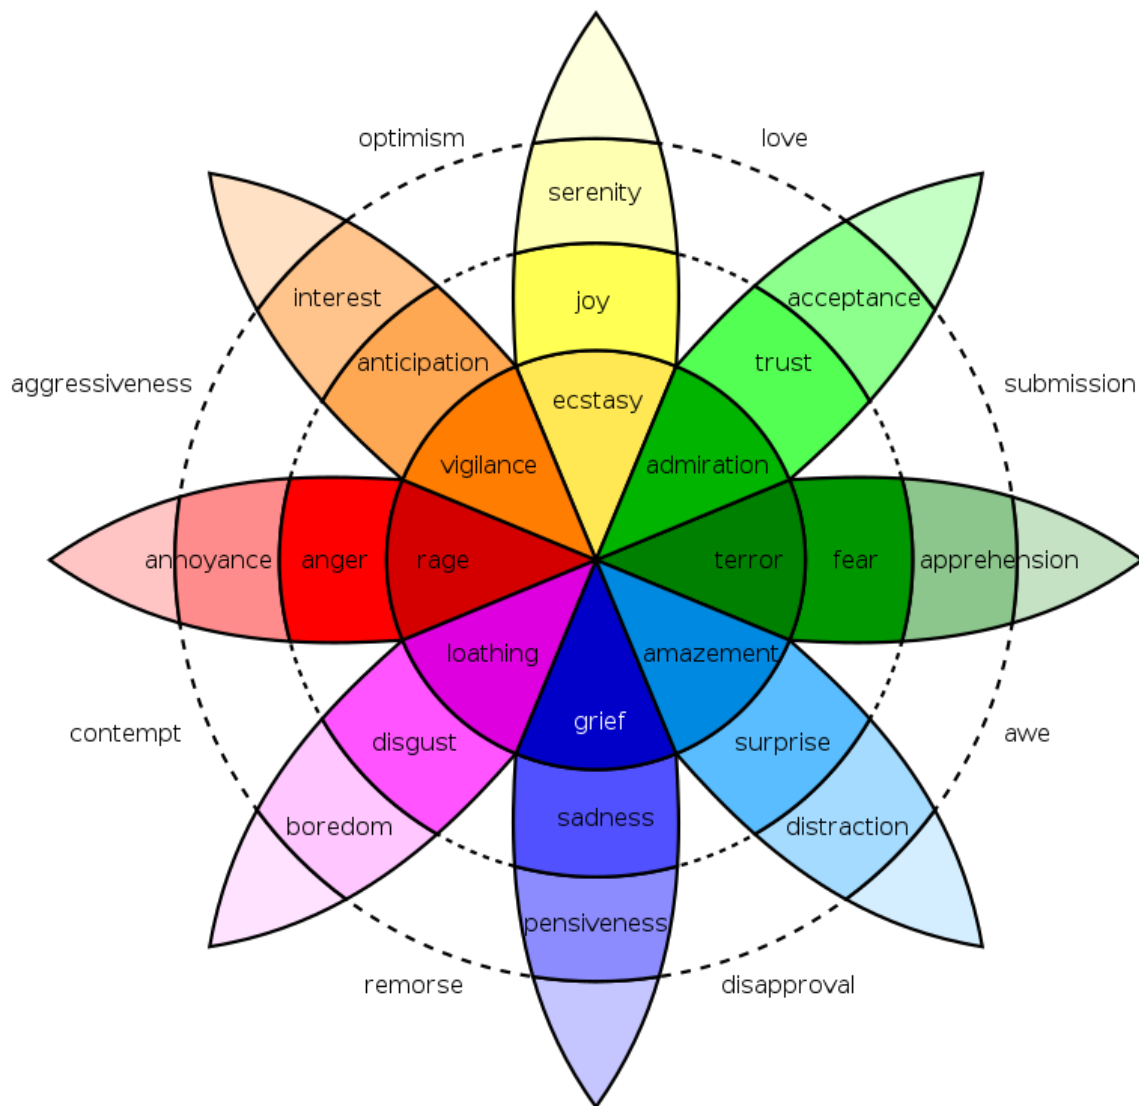 optimism
love
serenity
interest
joy
acceptance
anticipation
trust
aggressiveness
submission
ecstasy
vigilance
admiration
annoyance
anger
rage
terror
fear
apprehension
loathing
amazement
grief
contempt
disgust
surprise
awe
sadness
boredom
distraction
pensiveness
remorse
disapproval